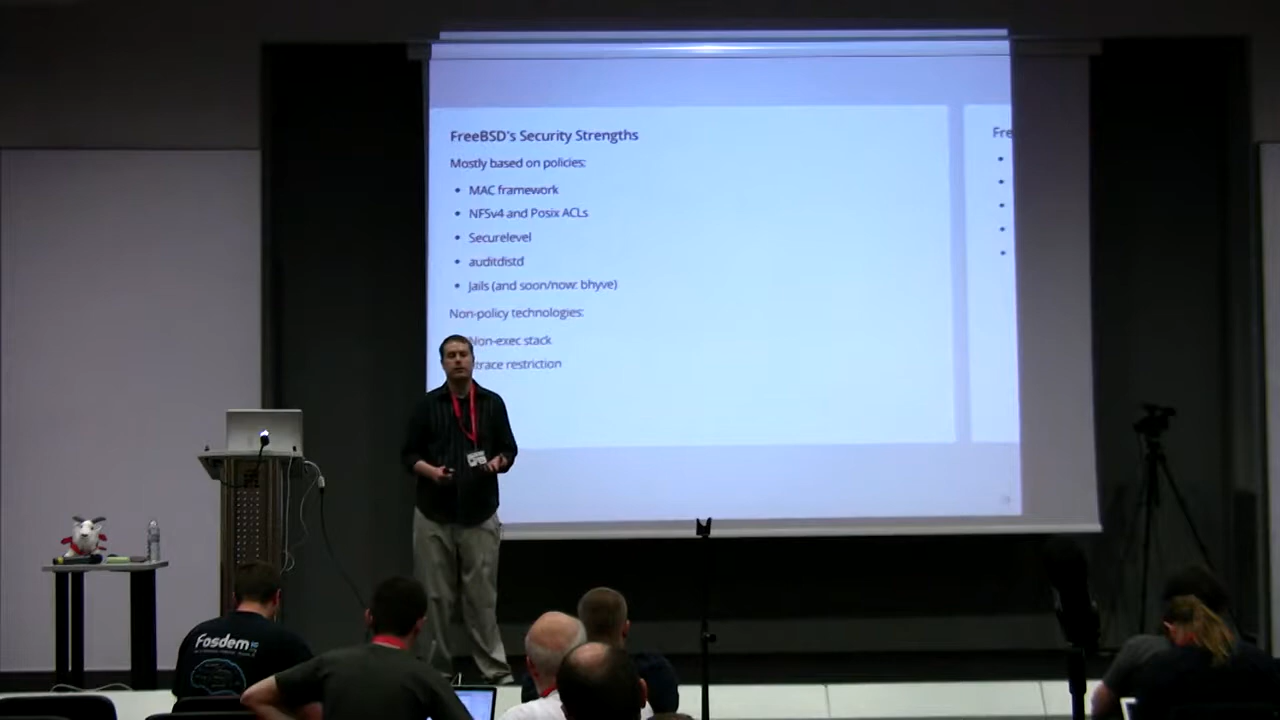 FreeBSD's Security Strengths
Mostly based on policies:
• MAC framework
• NFSv4 and Posix ACLs
• Securelevel
• auditdistd
• Jails (and soon/now: bhyve)
Non-policy technologies:
Non-exec stack
trace restriction
Fre
Fosdem